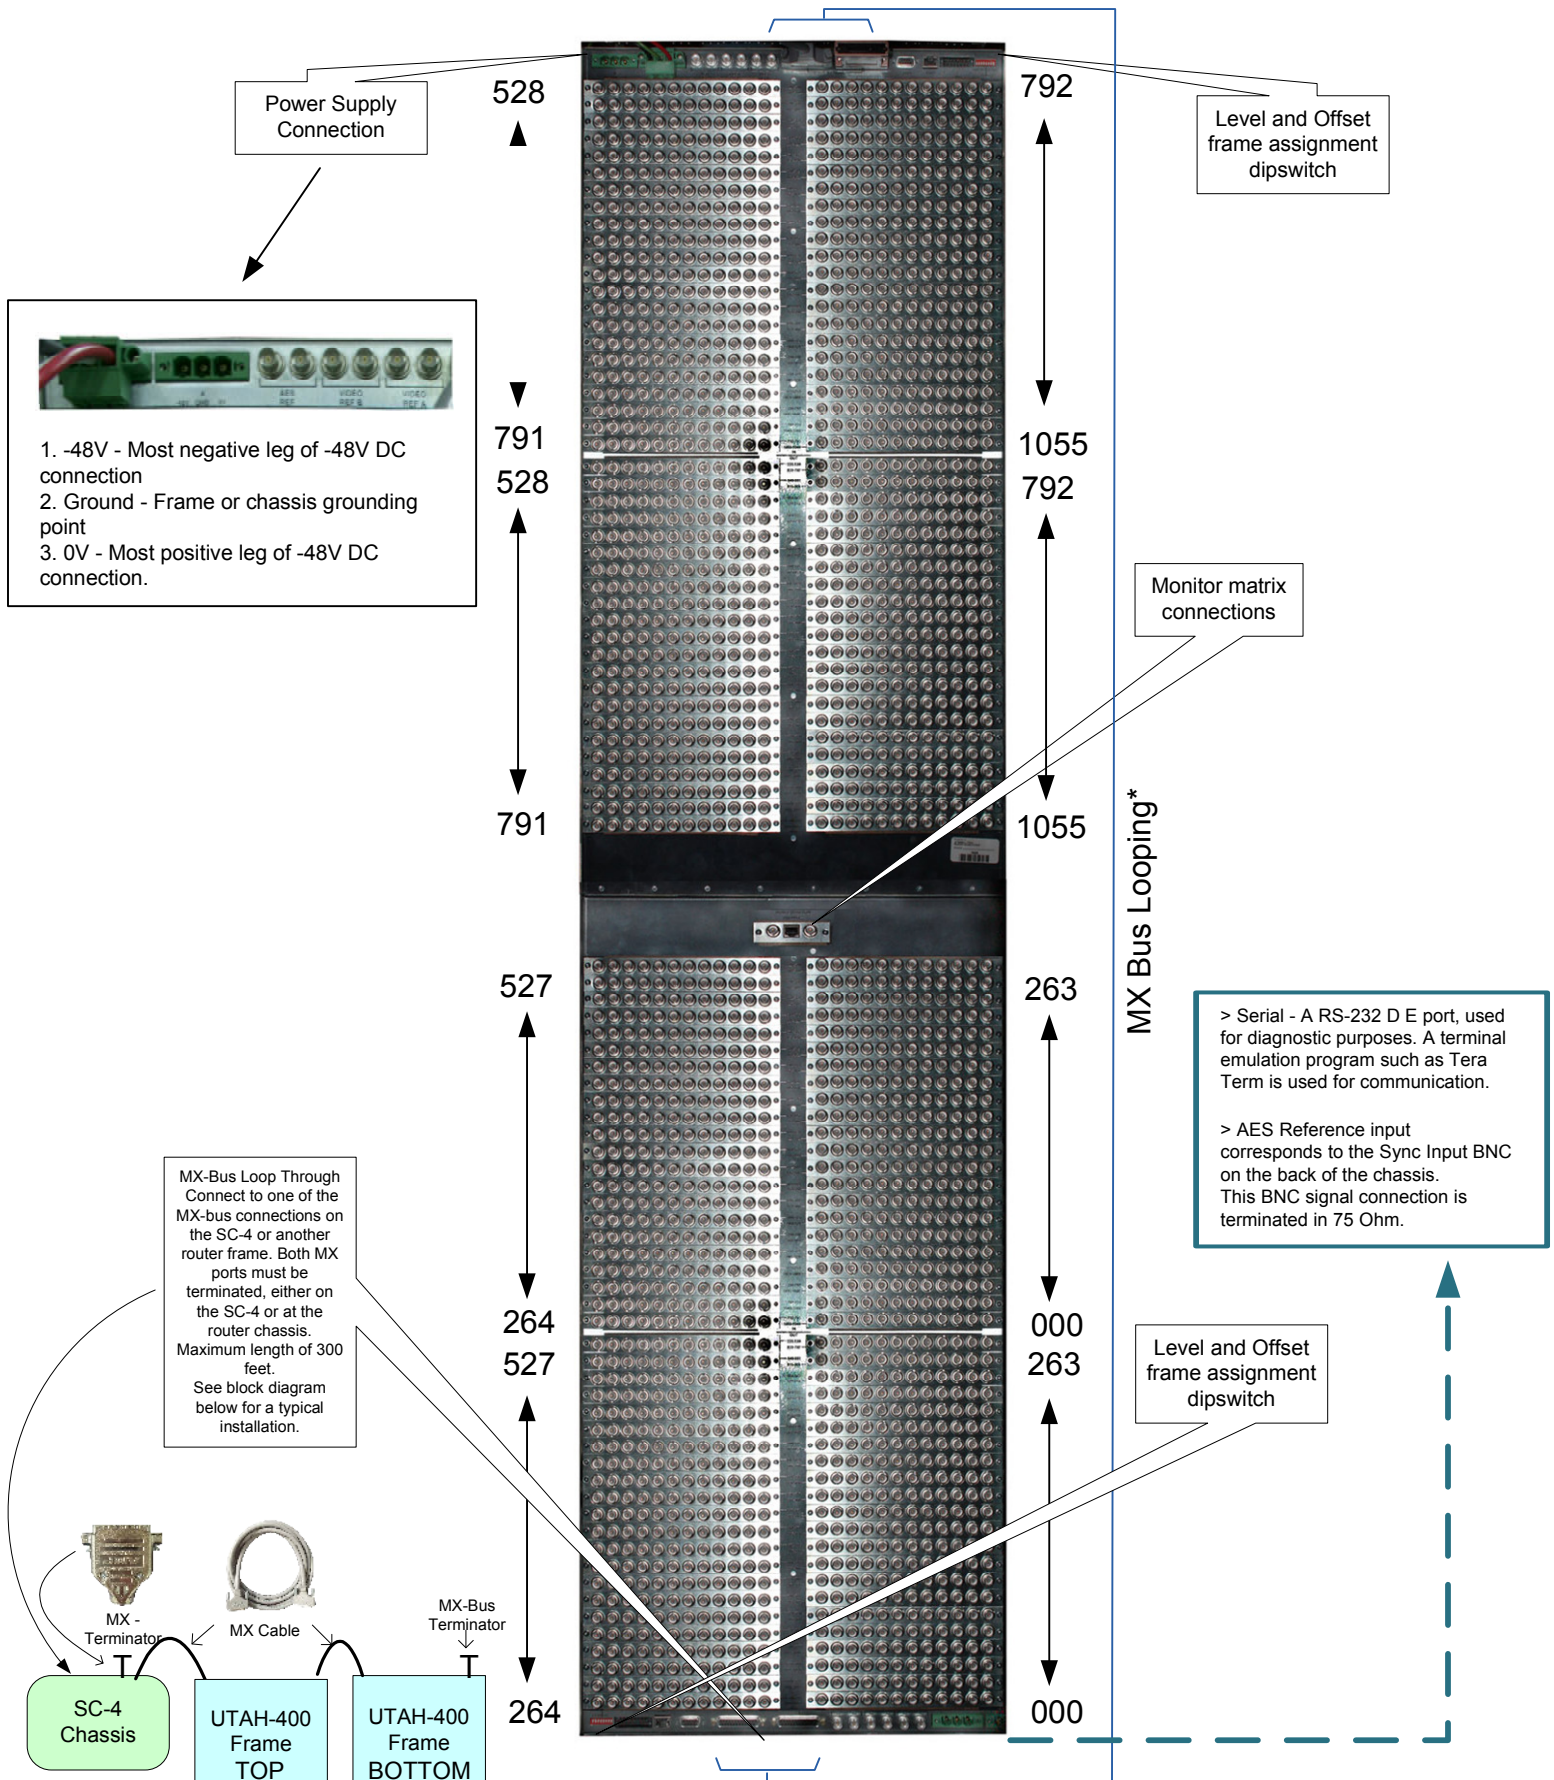 528
792
Power Supply
Connection
Level and Offset
frame assignment
dipswitch
AES
REF
VIDEO
REF B
VIDEO
REF A
1. -48V - Most negative leg of -48V DC
connection
2. Ground - Frame or chassis grounding
point
3. 0V - Most positive leg of -48V DC
connection.
791
1055
528
792
Monitor matrix
connections
791
1055
MX Bus Looping*
527
263
> Serial - A RS-232 D E port, used
for diagnostic purposes. A terminal
emulation program such as Tera
Term is used for communication.
> AES Reference input
corresponds to the Sync Input BNC
on the back of the chassis.
This BNC signal connection is
terminated in 75 Ohm.
MX-Bus Loop Through
Connect to one of the
MX-bus connections on
the SC-4 or another
router frame. Both MX
ports must be
terminated, either on
the SC-4 or at the
router chassis.
Maximum length of 300
feet.
See block diagram
below for a typical
installation.
264
000
527
263
Level and Offset
frame assignment
dipswitch
MX -
Terminator
MX Cable
MX-Bus
Terminator
264
000
SC-4
Chassis
UTAH-400
Frame
TOP
UTAH-400
Frame
BOTTOM